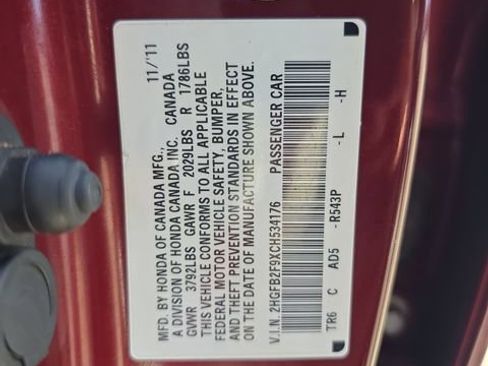 MFD. BY HONDA OF CANADA MFG., 11/'11
A DIVISION OF HONDA CANADA INC. CANADA
GVWR 3792LBS GAWR F 2029LBS R 1786LBS
THIS VEHICLE CONFORMS TO ALL APPLICABLE
FEDERAL MOTOR VEHICLE SAFETY, BUMPER,
AND THEFT PREVENTION STANDARDS IN EFFECT
ON THE DATE OF MANUFACTURE SHOWN ABOVE.
V.I.N. 2HGFB2F9XCH534176 PASSENGER CAR
TR6 C AD5 -R543P -L -H